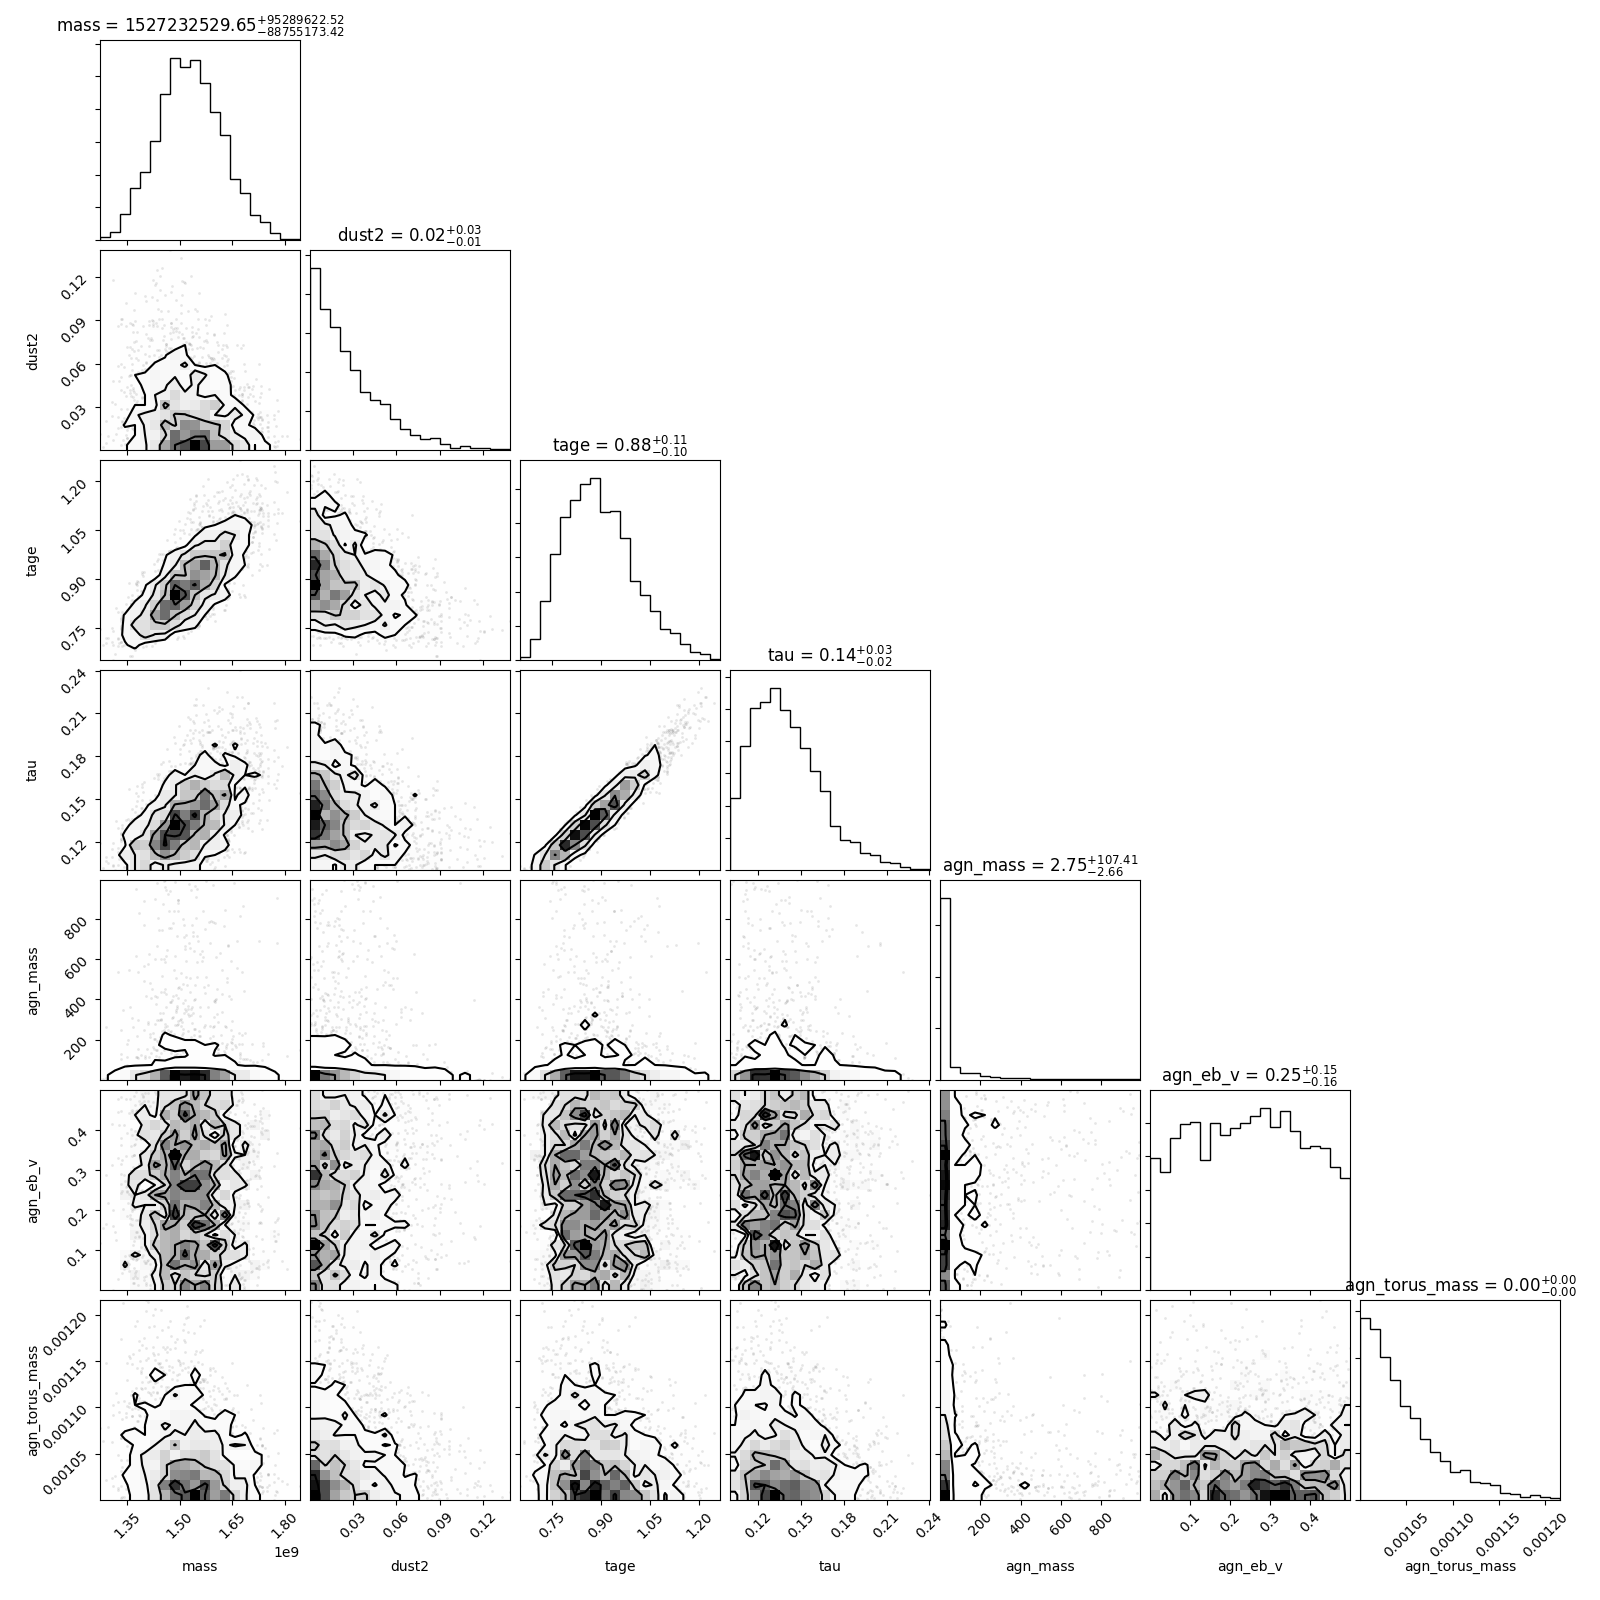 mass = 1527232529.65+95289622.52−88755173.42
dust2 = 0.02+0.03−0.01
0.12
0.09
0.06
0.03
dust2
tage = 0.88+0.11−0.10
1.20
1.05
0.90
0.75
tage
tau = 0.14+0.03−0.02
0.24
0.21
0.18
0.15
0.12
tau
agn_mass = 2.75+107.41−2.66
800
600
400
200
agn_mass
agn_eb_v = 0.25+0.15−0.16
0.4
0.3
0.2
0.1
agn_eb_v
agn_torus_mass = 0.00+0.00−0.00
0.00120
0.00115
0.00110
0.00105
agn_torus_mass
1.35 1.50 1.65 1.80 0.03 0.06 0.09 0.12 0.75 0.90 1.05 1.20 0.12 0.15 0.18 0.21 0.24 200 400 600 800 0.1 0.2 0.3 0.4 0.00105 0.00110 0.00115 0.00120
1e9
mass dust2 tage tau agn_mass agn_eb_v agn_torus_mass